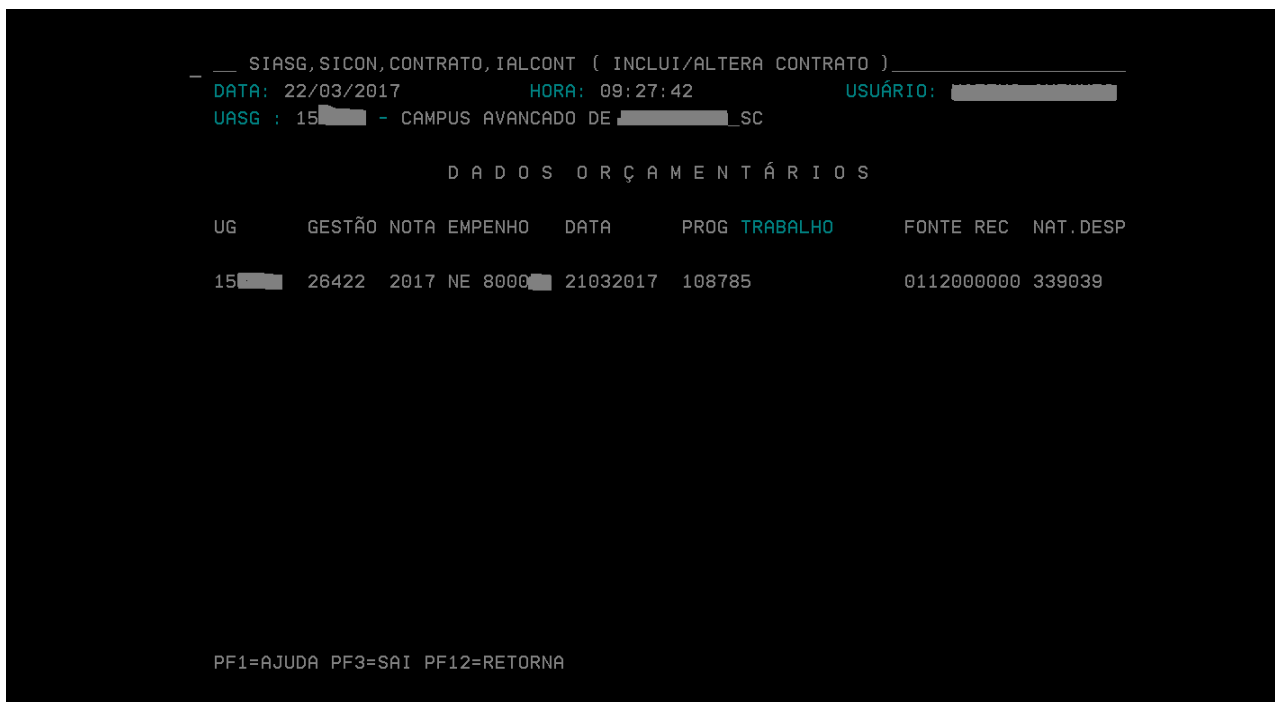 __ SIASG,SICON,CONTRATO,IALCONT ( INCLUI/ALTERA CONTRATO )____________________
DATA: 22/03/2017 HORA: 09:27:42 USUÁRIO:
UASG : 15 - CAMPUS AVANCADO DE _SC
D A D O S O R Ç A M E N T Á R I O S
UG GESTÃO NOTA EMPENHO DATA PROG TRABALHO FONTE REC NAT.DESP
15 26422 2017 NE 8000 21032017 108785 0112000000 339039
PF1=AJUDA PF3=SAI PF12=RETORNA